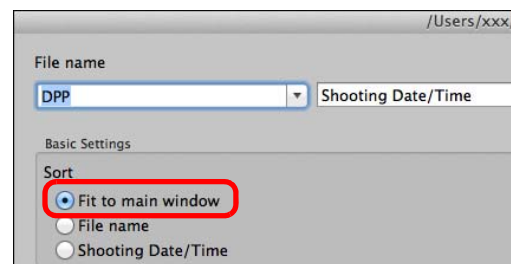 /Users/xxx,
File name
DPP Shooting Date/Time
Basic Settings
Sort
Fit to main window
File name
Shooting Date/Time